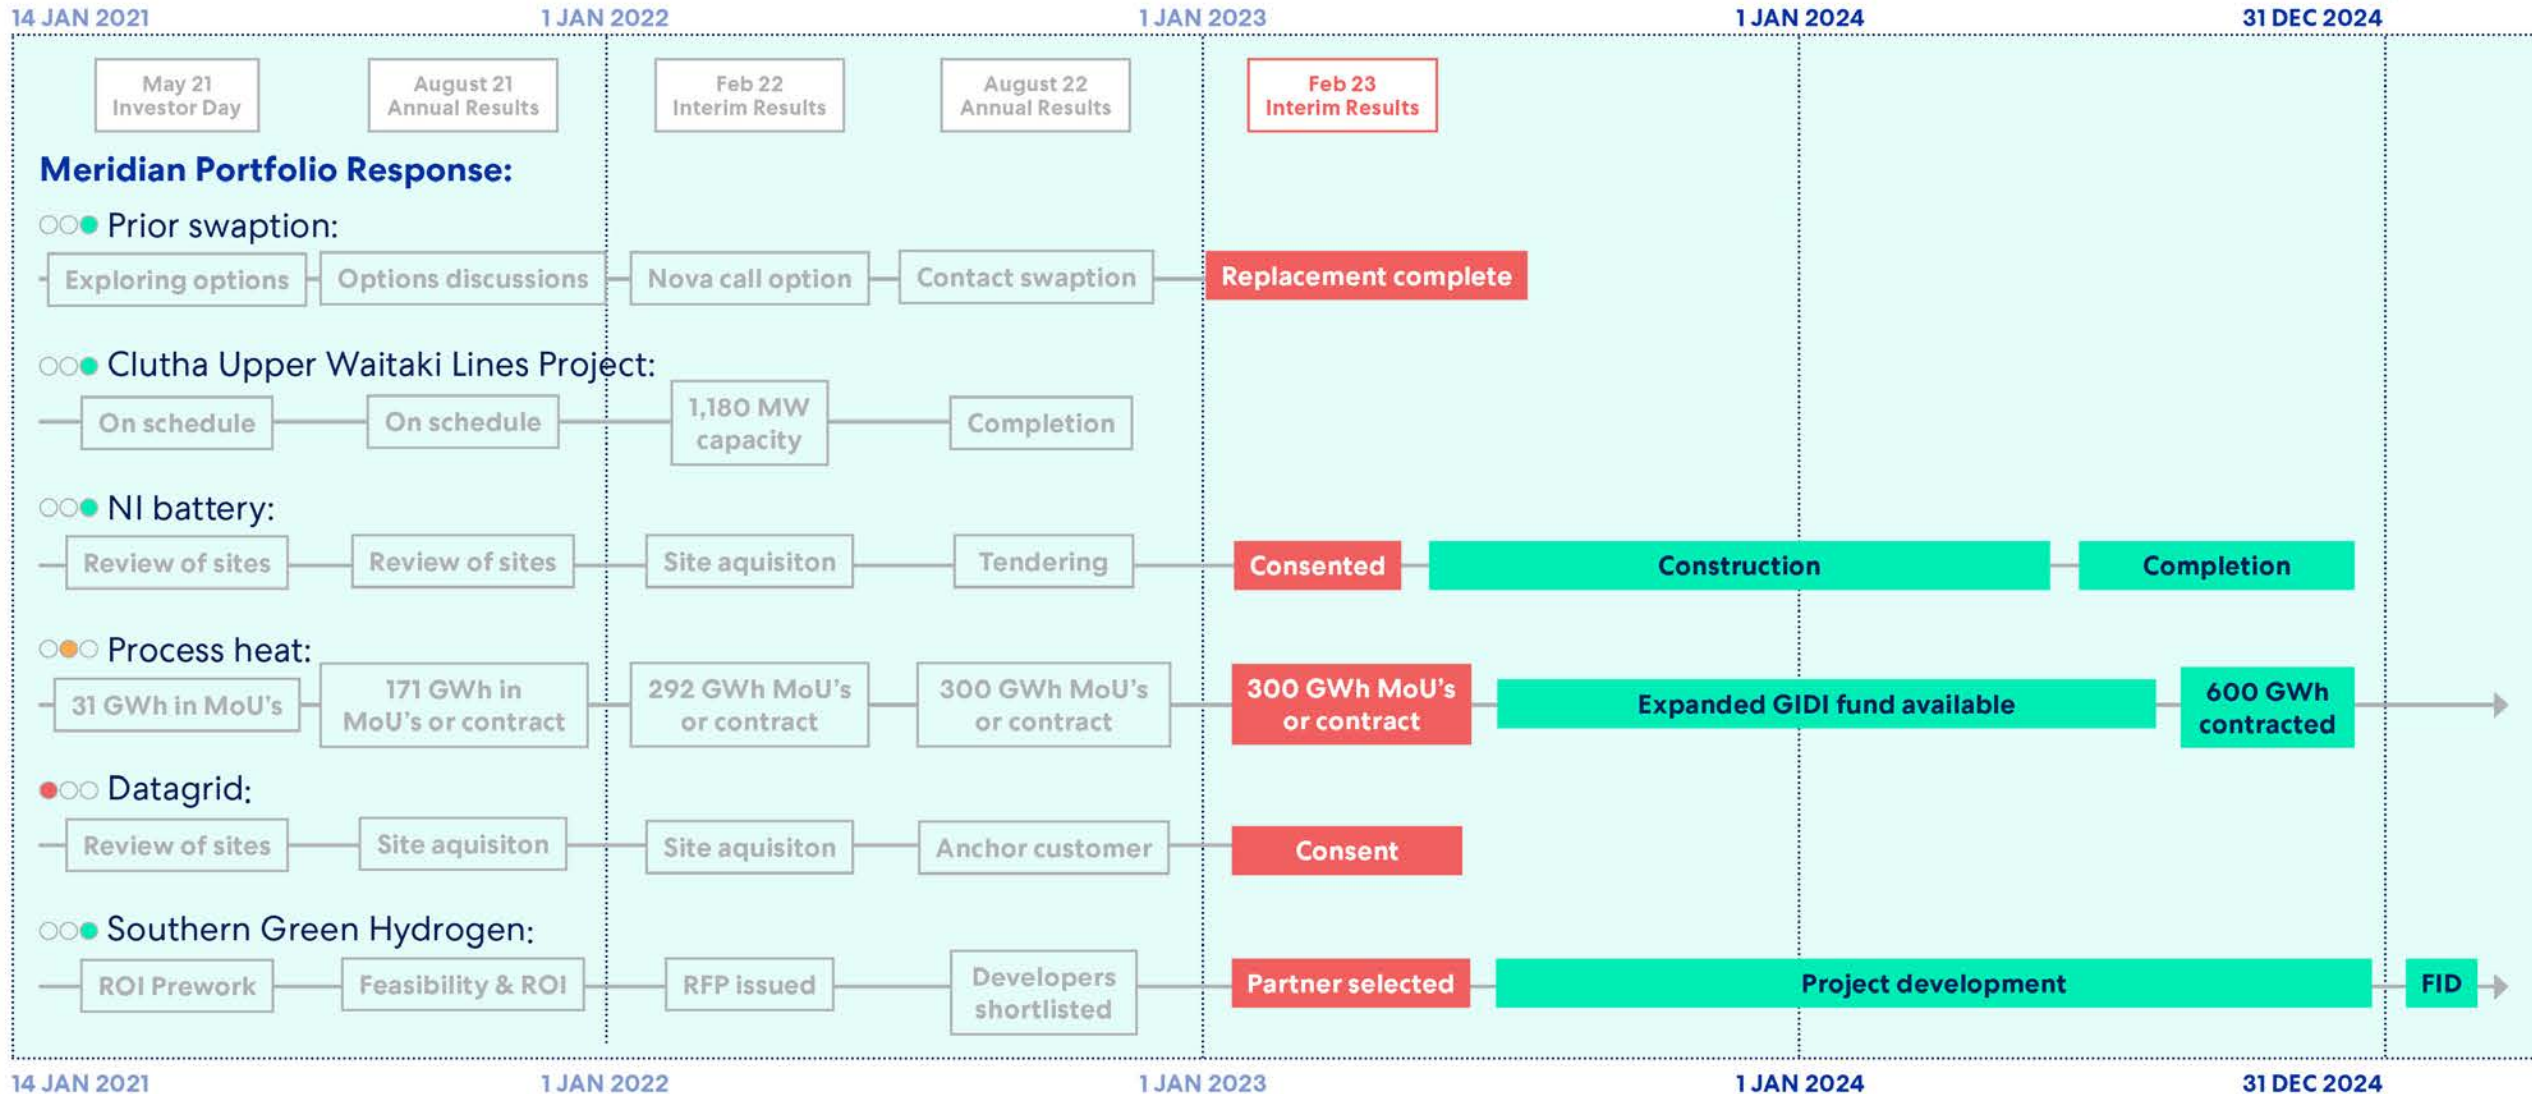 14 JAN 2021
1 JAN 2022
1 JAN 2023
1 JAN 2024
31 DEC 2024
May 21
Investor Day
August 21
Annual Results
Feb 22
Interim Results
August 22
Annual Results
Feb 23
Interim Results
Meridian Portfolio Response:
Prior swaption:
Exploring options
Options discussions
Nova call option
Contact swaption
Replacement complete
Clutha Upper Waitaki Lines Project:
On schedule
On schedule
1,180 MW
capacity
Completion
NI battery:
Review of sites
Review of sites
Site aquisiton
Tendering
Consented
Construction
Completion
Process heat:
31 GWh in MoU's
171 GWh in
MoU's or contract
292 GWh MoU's
or contract
300 GWh MoU's
or contract
300 GWh MoU's
or contract
Expanded GIDI fund available
600 GWh
contracted
Datagrid:
Review of sites
Site aquisiton
Site aquisiton
Anchor customer
Consent
Southern Green Hydrogen:
ROI Prework
Feasibility & ROI
RFP issued
Developers
shortlisted
Partner selected
Project development
FID
14 JAN 2021
1 JAN 2022
1 JAN 2023
1 JAN 2024
31 DEC 2024